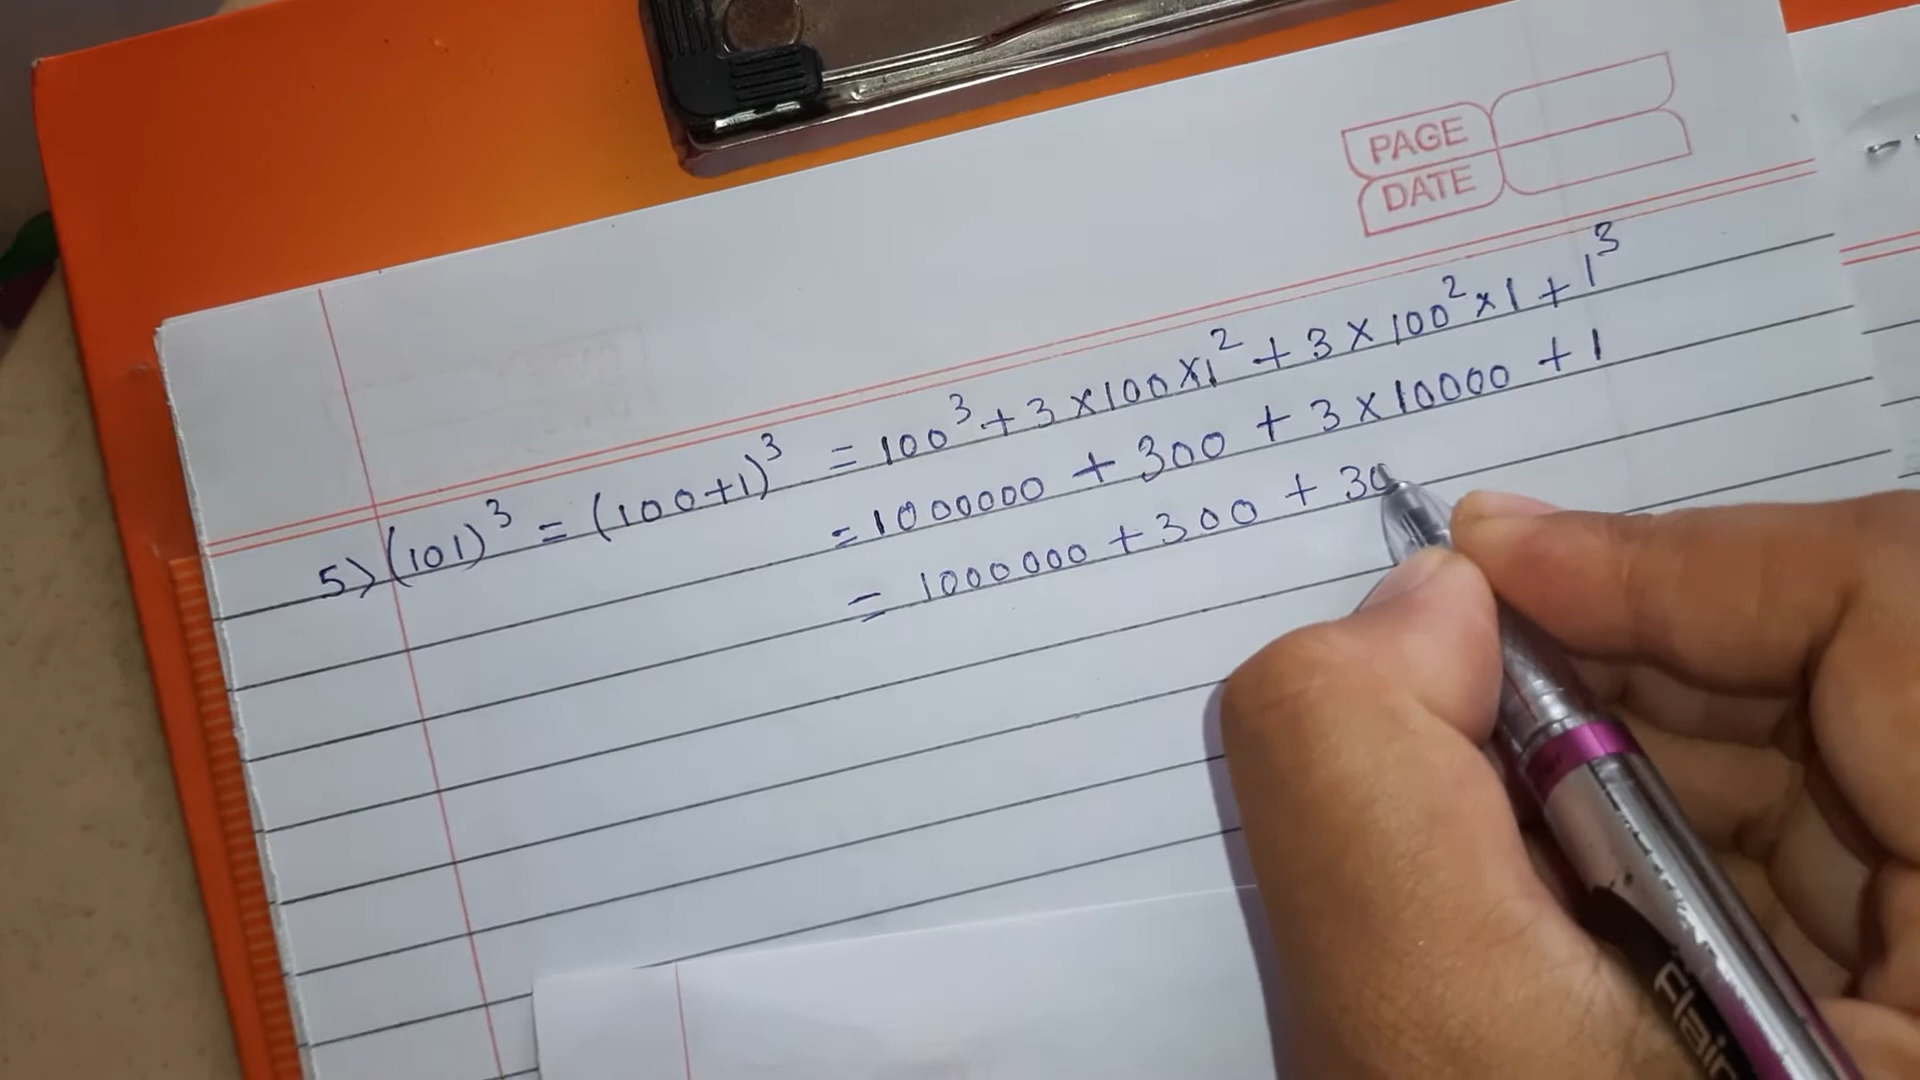 PAGE
DATE
5) (101)³ = (100+1)³ = 100³ + 3×100×1² + 3×100²×1 + 1³
= 1000000 + 300 + 3×10000 + 1
= 1000000 + 300 + 30
Flair